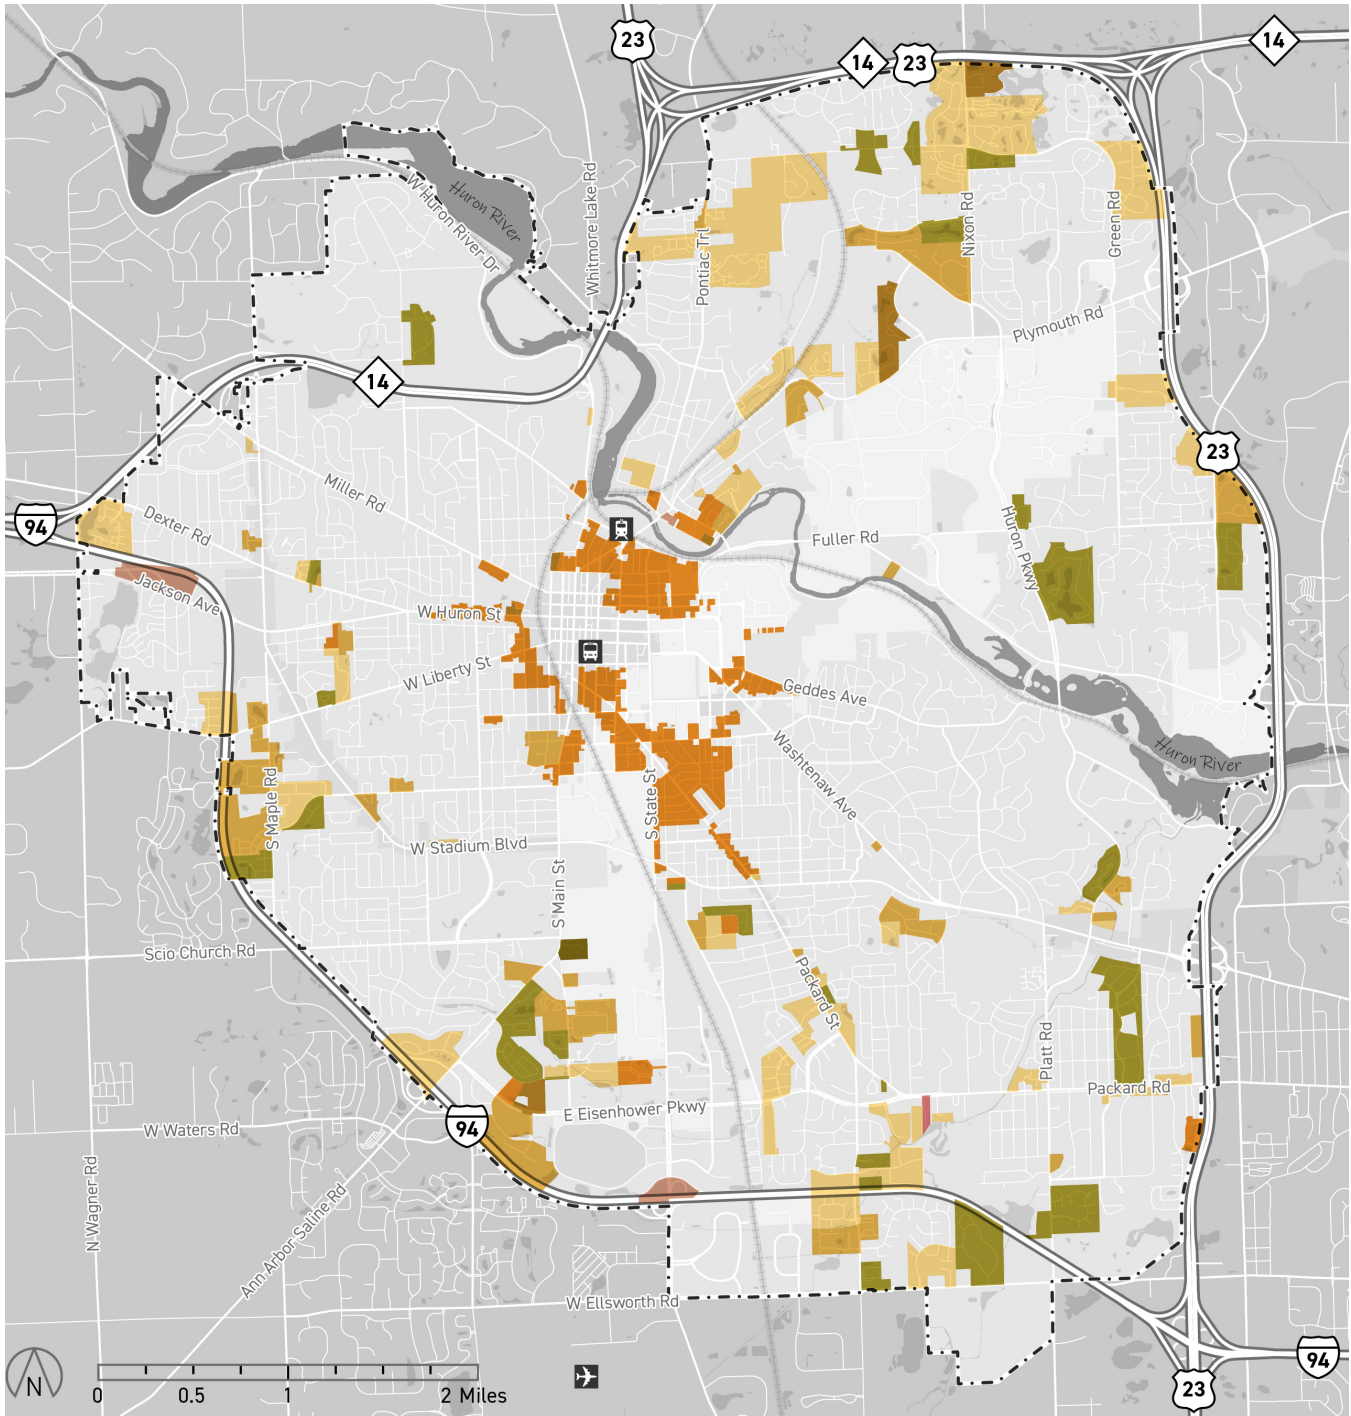 23
14
14
23
W Huron River Dr
Huron River
Whitmore Lake Rd
Pontiac Trl
Nixon Rd
Green Rd
Plymouth Rd
14
23
Miller Rd
94
Dexter Rd
Fuller Rd
Huron Pkwy
Jackson Ave
W Huron St
W Liberty St
Geddes Ave
Washtenaw Ave
Huron River
S Maple Rd
S State St
W Stadium Blvd
S Main St
Scio Church Rd
Packard St
Platt Rd
Packard Rd
E Eisenhower Pkwy
94
W Waters Rd
N Wagner Rd
Ann Arbor Saline Rd
W Ellsworth Rd
94
23
N
0 0.5 1 2 Miles